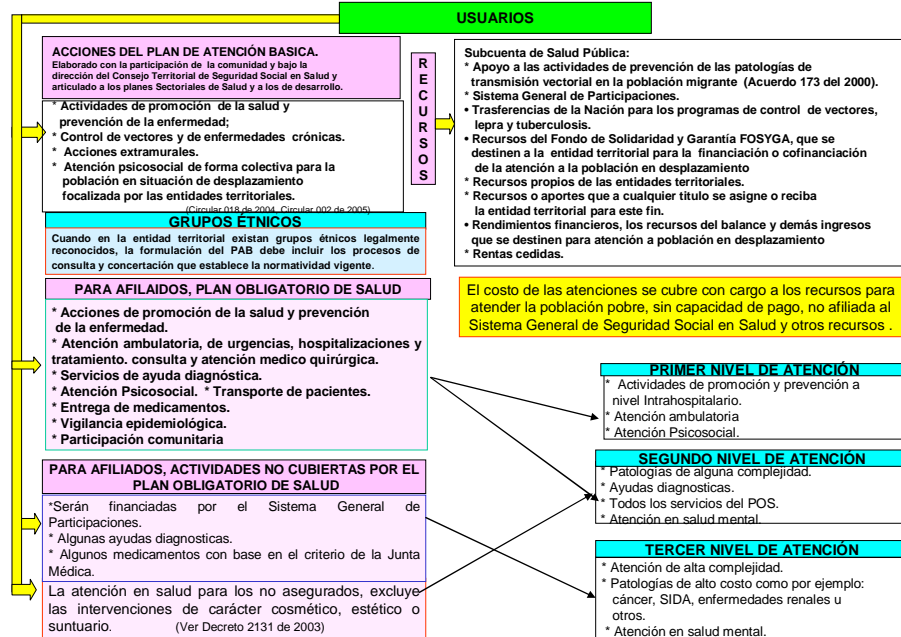 USUARIOS
ACCIONES DEL PLAN DE ATENCIÓN BASICA.
Elaborado con la participación de la comunidad y bajo la
dirección del Consejo Territorial de Seguridad Social en Salud y
articulado a los planes Sectoriales de Salud y a los de desarrollo.
* Actividades de promoción de la salud y
prevención de la enfermedad;
* Control de vectores y de enfermedades crónicas.
* Acciones extramurales.
* Atención psicosocial de forma colectiva para la
población en situación de desplazamiento
focalizada por las entidades territoriales.
(Circular 018 de 2004, Circular 002 de 2005)
GRUPOS ÉTNICOS
Cuando en la entidad territorial existan grupos étnicos legalmente
reconocidos, la formulación del PAB debe incluir los procesos de
consulta y concertación que establece la normatividad vigente.
PARA AFILAIDOS, PLAN OBLIGATORIO DE SALUD
* Acciones de promoción de la salud y prevención
de la enfermedad.
* Atención ambulatoria, de urgencias, hospitalizaciones y
tratamiento. consulta y atención medico quirúrgica.
* Servicios de ayuda diagnóstica.
* Atención Psicosocial. * Transporte de pacientes.
* Entrega de medicamentos.
* Vigilancia epidemiológica.
* Participación comunitaria
PARA AFILIADOS, ACTIVIDADES NO CUBIERTAS POR EL
PLAN OBLIGATORIO DE SALUD
*Serán financiadas por el Sistema General de
Participaciones.
* Algunas ayudas diagnosticas.
* Algunos medicamentos con base en el criterio de la Junta
Médica.
La atención en salud para los no asegurados, excluye
las intervenciones de carácter cosmético, estético o
suntuario. (Ver Decreto 2131 de 2003)
R
E
C
U
R
S
O
S
Subcuenta de Salud Pública:
* Apoyo a las actividades de prevención de las patologías de
transmisión vectorial en la población migrante (Acuerdo 173 del 2000).
* Sistema General de Participaciones.
• Trasferencias de la Nación para los programas de control de vectores,
lepra y tuberculosis.
• Recursos del Fondo de Solidaridad y Garantía FOSYGA, que se
destinen a la entidad territorial para la financiación o cofinanciación
de la atención a la población en desplazamiento
* Recursos propios de las entidades territoriales.
* Recursos o aportes que a cualquier titulo se asigne o reciba
la entidad territorial para este fin.
• Rendimientos financieros, los recursos del balance y demás ingresos
que se destinen para atención a población en desplazamiento
* Rentas cedidas.
El costo de las atenciones se cubre con cargo a los recursos para
atender la población pobre, sin capacidad de pago, no afiliada al
Sistema General de Seguridad Social en Salud y otros recursos .
PRIMER NIVEL DE ATENCIÓN
* Actividades de promoción y prevención a
nivel Intrahospitalario.
* Atención ambulatoria
* Atención Psicosocial.
SEGUNDO NIVEL DE ATENCIÓN
* Patologías de alguna complejidad.
* Ayudas diagnosticas.
* Todos los servicios del POS.
* Atención en salud mental.
TERCER NIVEL DE ATENCIÓN
* Atención de alta complejidad.
* Patologías de alto costo como por ejemplo:
cáncer, SIDA, enfermedades renales u
otros.
* Atención en salud mental.